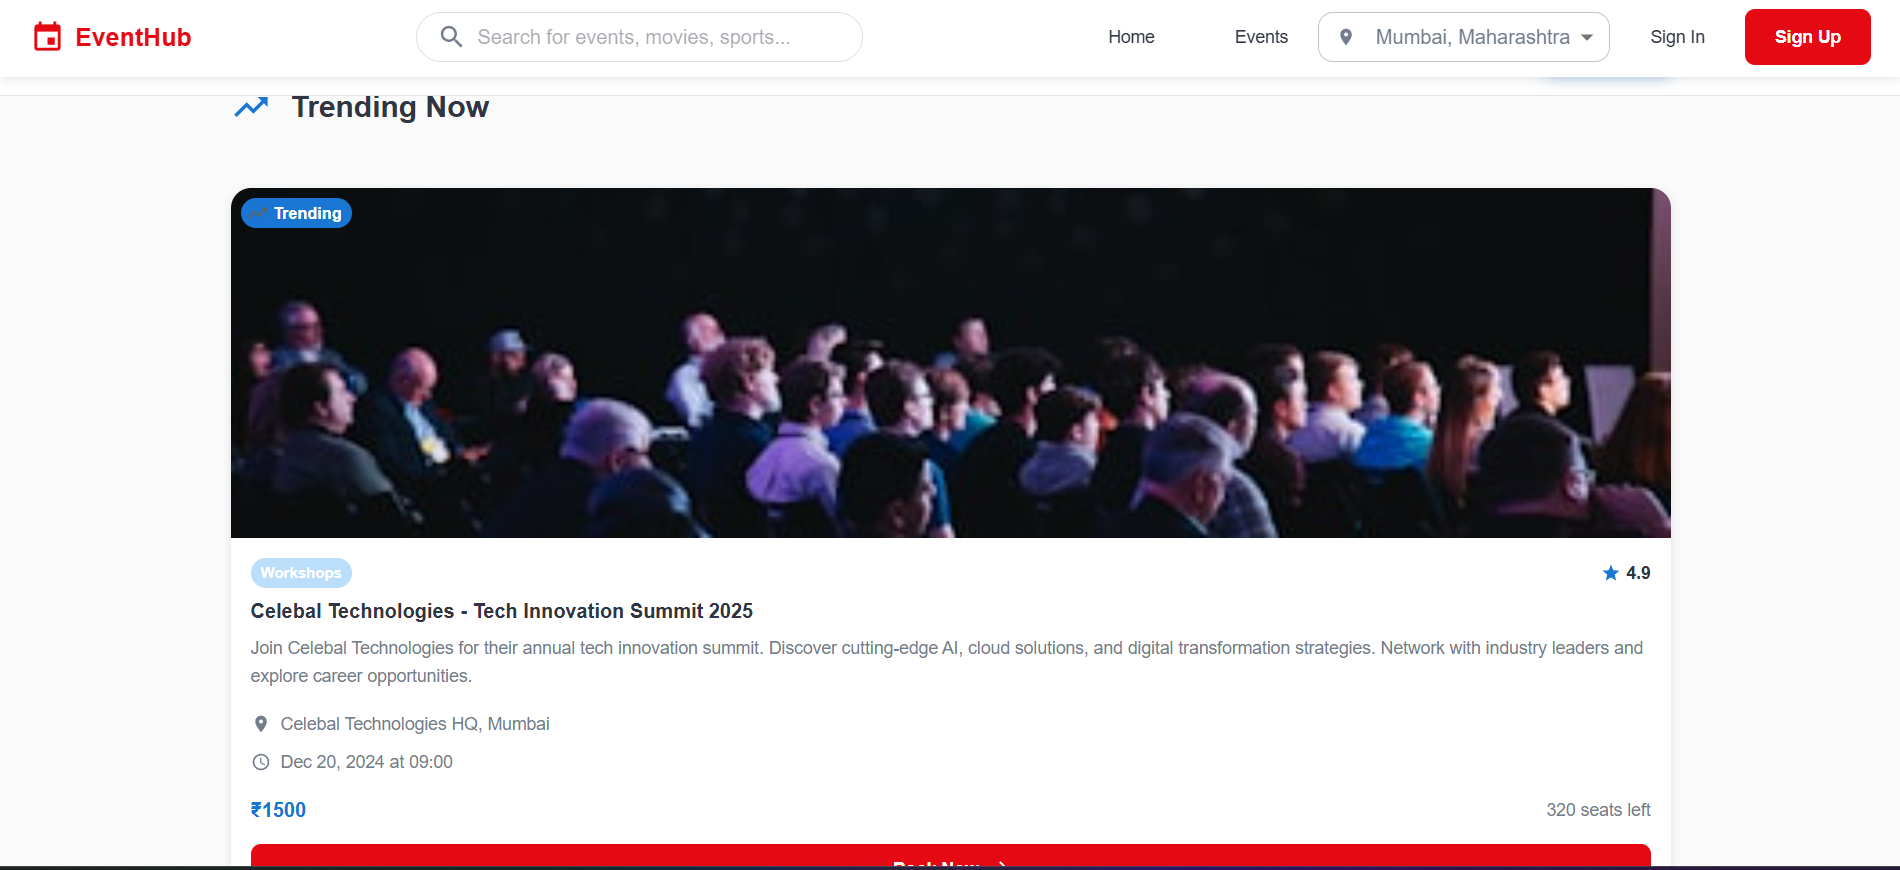 EventHub
Search for events, movies, sports...
Home
Events
Mumbai, Maharashtra
Sign In
Sign Up
Trending Now
Trending
Workshops
4.9
Celebal Technologies - Tech Innovation Summit 2025
Join Celebal Technologies for their annual tech innovation summit. Discover cutting-edge AI, cloud solutions, and digital transformation strategies. Network with industry leaders and
explore career opportunities.
Celebal Technologies HQ, Mumbai
Dec 20, 2024 at 09:00
₹1500
320 seats left
Book Now